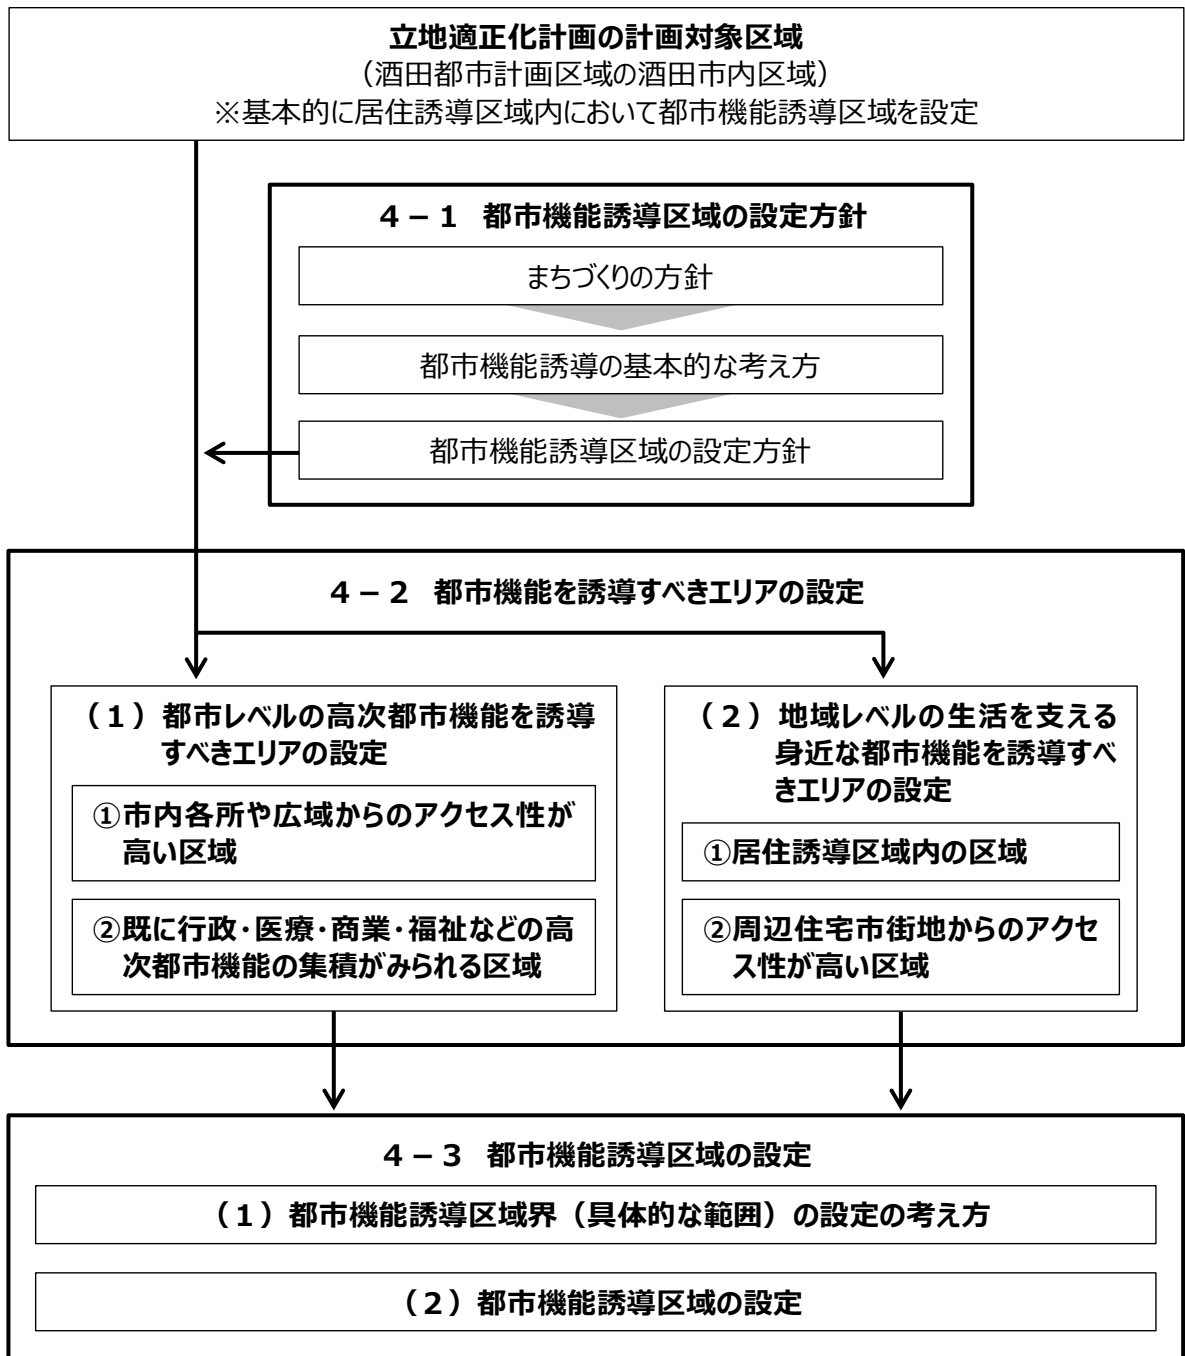 立地適正化計画の計画対象区域
（酒田都市計画区域の酒田市内区域）
※基本的に居住誘導区域内において都市機能誘導区域を設定
４－１ 都市機能誘導区域の設定方針
まちづくりの方針
都市機能誘導の基本的な考え方
都市機能誘導区域の設定方針
４－２ 都市機能を誘導すべきエリアの設定
（１）都市レベルの高次都市機能を誘導
すべきエリアの設定
①市内各所や広域からのアクセス性が
高い区域
②既に行政・医療・商業・福祉などの高
次都市機能の集積がみられる区域
（２）地域レベルの生活を支える
身近な都市機能を誘導すべ
きエリアの設定
①居住誘導区域内の区域
②周辺住宅市街地からのアクセ
ス性が高い区域
４－３ 都市機能誘導区域の設定
（１）都市機能誘導区域界（具体的な範囲）の設定の考え方
（２）都市機能誘導区域の設定